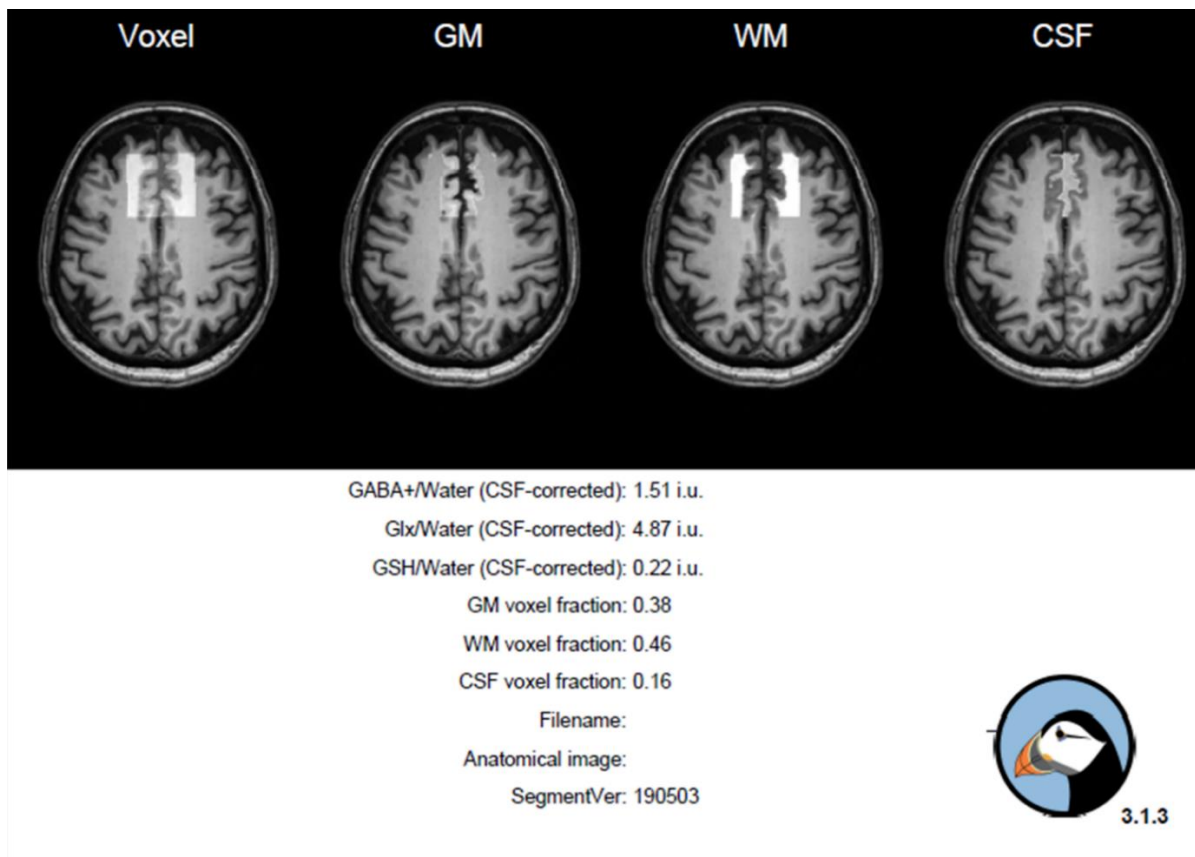 Voxel GM WM CSF
GABA+/Water (CSF-corrected): 1.51 i.u.
Glx/Water (CSF-corrected): 4.87 i.u.
GSH/Water (CSF-corrected): 0.22 i.u.
GM voxel fraction: 0.38
WM voxel fraction: 0.46
CSF voxel fraction: 0.16
Filename:
Anatomical image:
SegmentVer: 190503
3.1.3